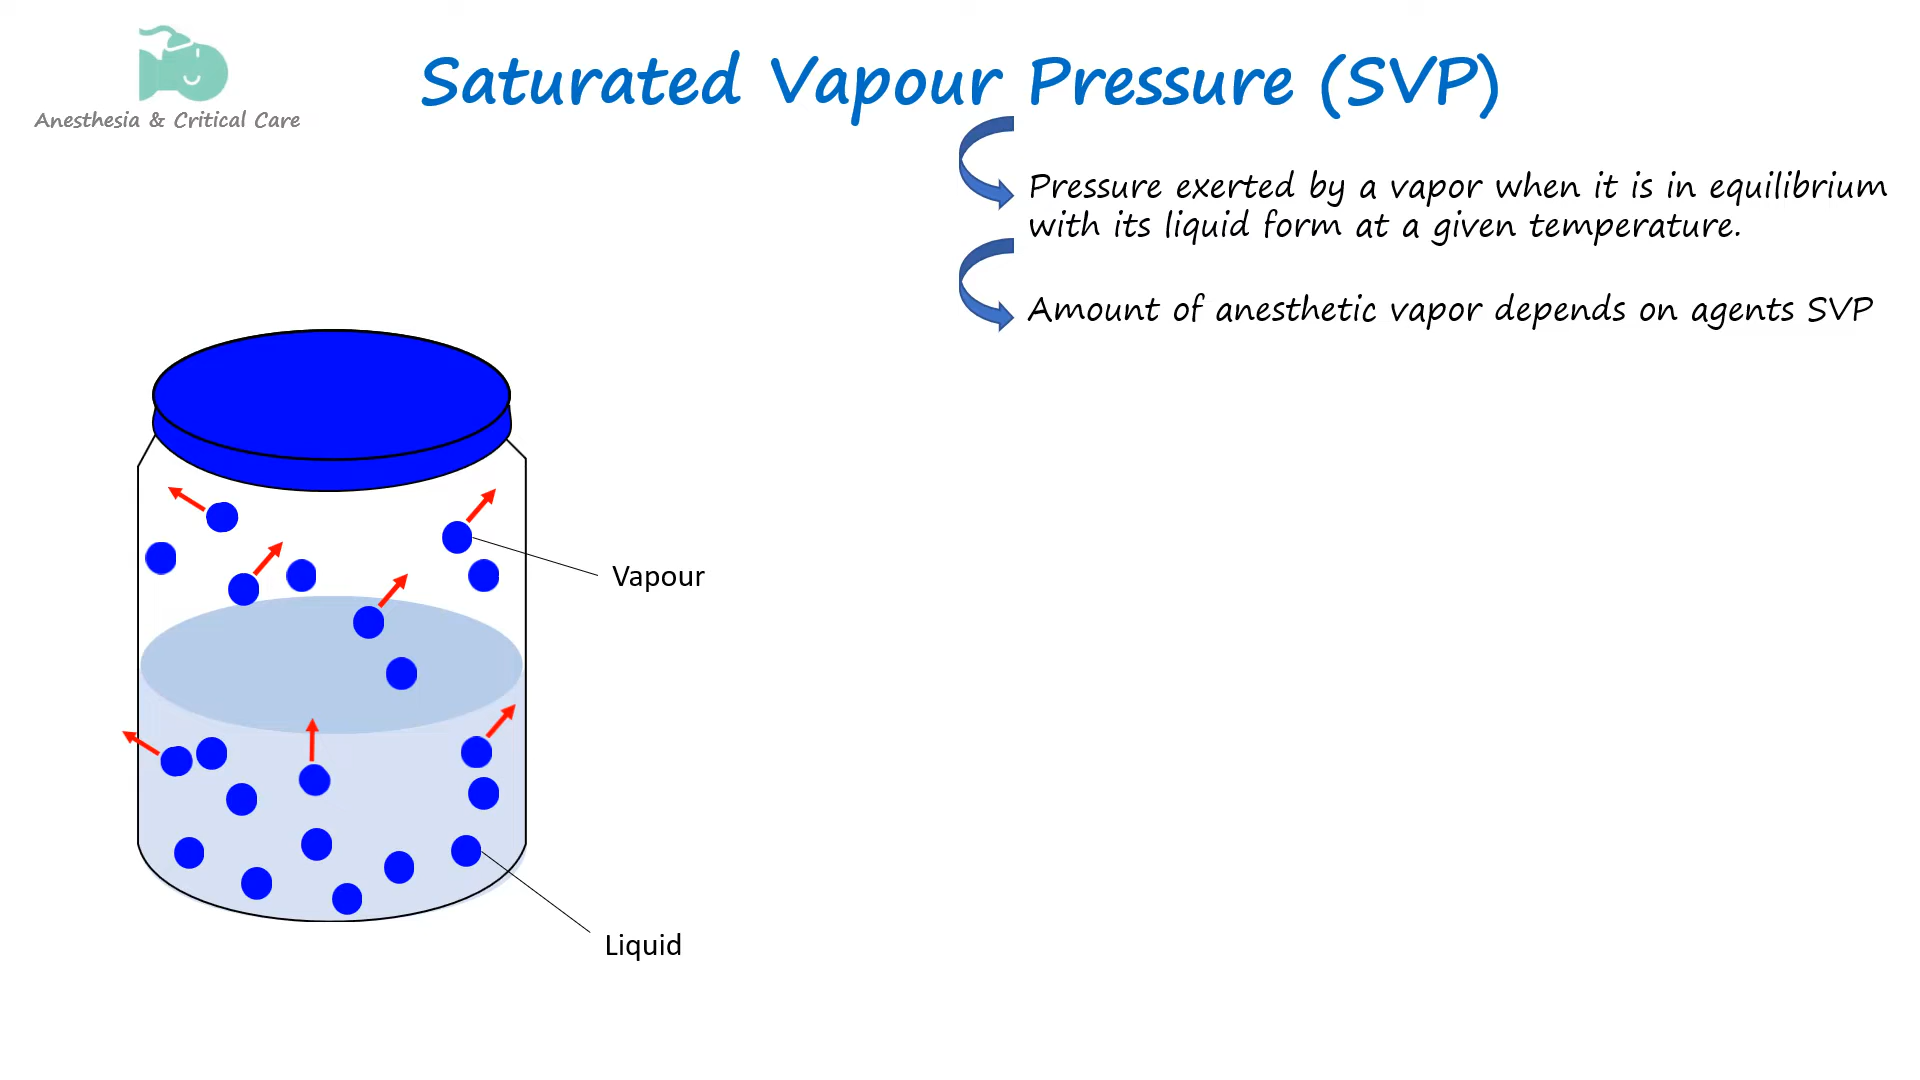 Anesthesia & Critical Care
Saturated Vapour Pressure (SVP)
Pressure exerted by a vapor when it is in equilibrium
with its liquid form at a given temperature.
Amount of anesthetic vapor depends on agents SVP
Vapour
Liquid